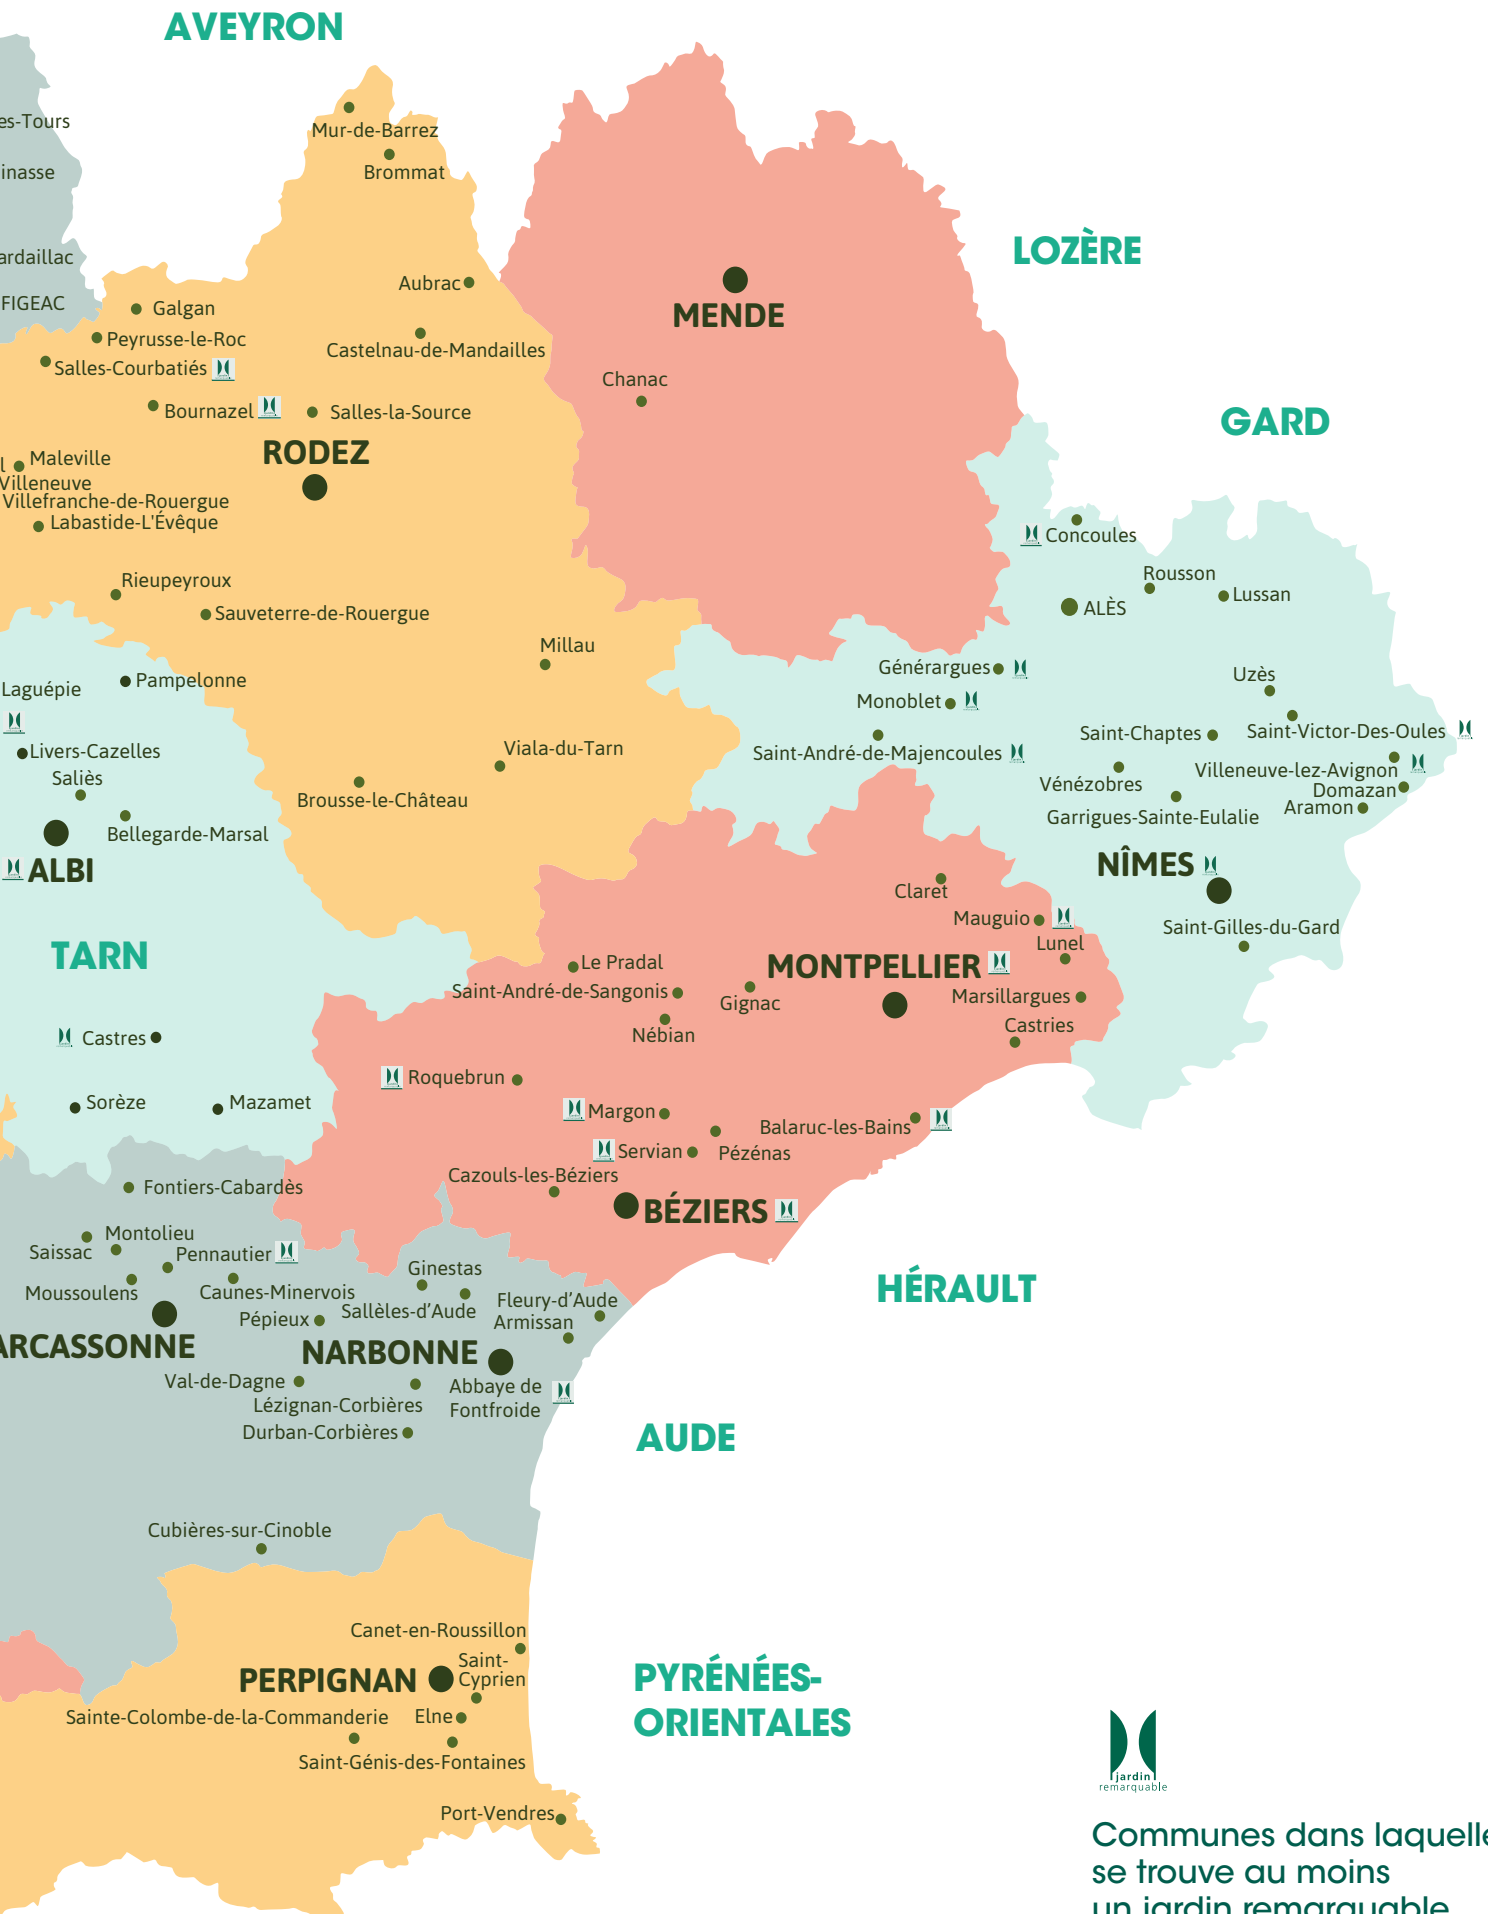 AVEYRON
es-Tours
Mur-de-Barrez
Brommat
inasse
LOZÈRE
ardaillac
Aubrac
FIGEAC
Galgan
MENDE
Peyrusse-le-Roc
Castelnau-de-Mandailles
Salles-Courbatiés
Chanac
Bournazel
Salles-la-Source
GARD
RODEZ
l
Maleville
Villeneuve
Villefranche-de-Rouergue
Labastide-L'Évêque
Concoules
Rousson
Rieupeyroux
Lussan
ALÈS
Sauveterre-de-Rouergue
Millau
Générargues
Uzès
Pampelonne
Laguépie
Monoblet
Saint-Chaptes
Saint-Victor-Des-Oules
Livers-Cazelles
Viala-du-Tarn
Saint-André-de-Majencoules
Villeneuve-lez-Avignon
Saliès
Vénézobres
Domazan
Brousse-le-Château
Aramon
Garrigues-Sainte-Eulalie
Bellegarde-Marsal
ALBI
NÎMES
Claret
Mauguio
Saint-Gilles-du-Gard
Lunel
TARN
Le Pradal
MONTPELLIER
Saint-André-de-Sangonis
Marsillargues
Gignac
Castries
Nébian
Castres
Roquebrun
Sorèze
Mazamet
Margon
Balaruc-les-Bains
Servian
Pézénas
Cazouls-les-Béziers
Fontiers-Cabardès
BÉZIERS
Montolieu
Saissac
Pennautier
Ginestas
HÉRAULT
Moussoulens
Caunes-Minervois
Fleury-d’Aude
Sallèles-d’Aude
Pépieux
Armissan
ARCASSONNE
NARBONNE
Val-de-Dagne
Abbaye de
Fontfroide
Lézignan-Corbières
Durban-Corbières
AUDE
Cubières-sur-Cinoble
Canet-en-Roussillon
Saint-
Cyprien
PERPIGNAN
PYRÉNÉES-
ORIENTALES
Sainte-Colombe-de-la-Commanderie
Elne
Saint-Génis-des-Fontaines
Port-Vendres
jardin
remarquable
Communes dans laquelle
se trouve au moins
un jardin remarquable